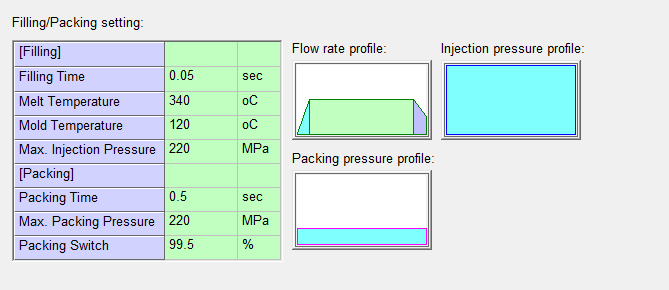 Filling/Packing setting:
[Filling]
Filling Time 0.05 sec
Melt Temperature 340 oC
Mold Temperature 120 oC
Max. Injection Pressure 220 MPa
[Packing]
Packing Time 0.5 sec
Max. Packing Pressure 220 MPa
Packing Switch 99.5 %
Flow rate profile:
Injection pressure profile:
Packing pressure profile: